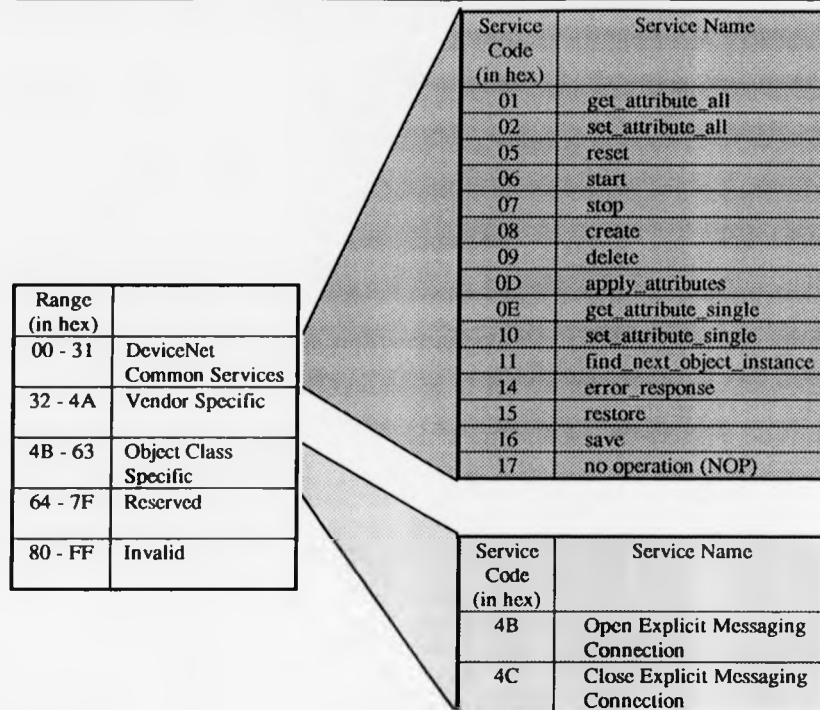 Service Code (in hex) Service Name
01 get_attribute_all
02 set_attribute_all
05 reset
06 start
07 stop
08 create
09 delete
0D apply_attributes
0E get_attribute_single
10 set_attribute_single
11 find_next_object_instance
14 error_response
15 restore
16 save
17 no operation (NOP)
Range (in hex)
00 - 31 DeviceNet Common Services
32 - 4A Vendor Specific
4B - 63 Object Class Specific
64 - 7F Reserved
80 - FF Invalid
Service Code (in hex) Service Name
4B Open Explicit Messaging Connection
4C Close Explicit Messaging Connection